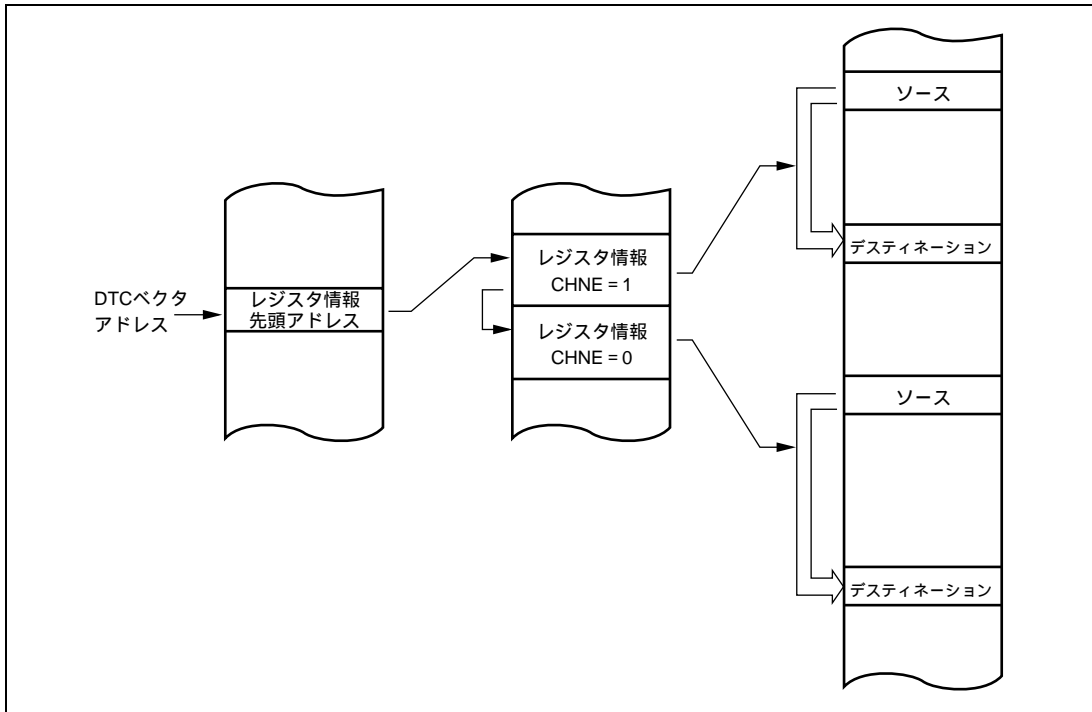 DTCベクタ
アドレス
レジスタ情報
先頭アドレス
レジスタ情報
CHNE = 1
レジスタ情報
CHNE = 0
ソース
デスティネーション
ソース
デスティネーション